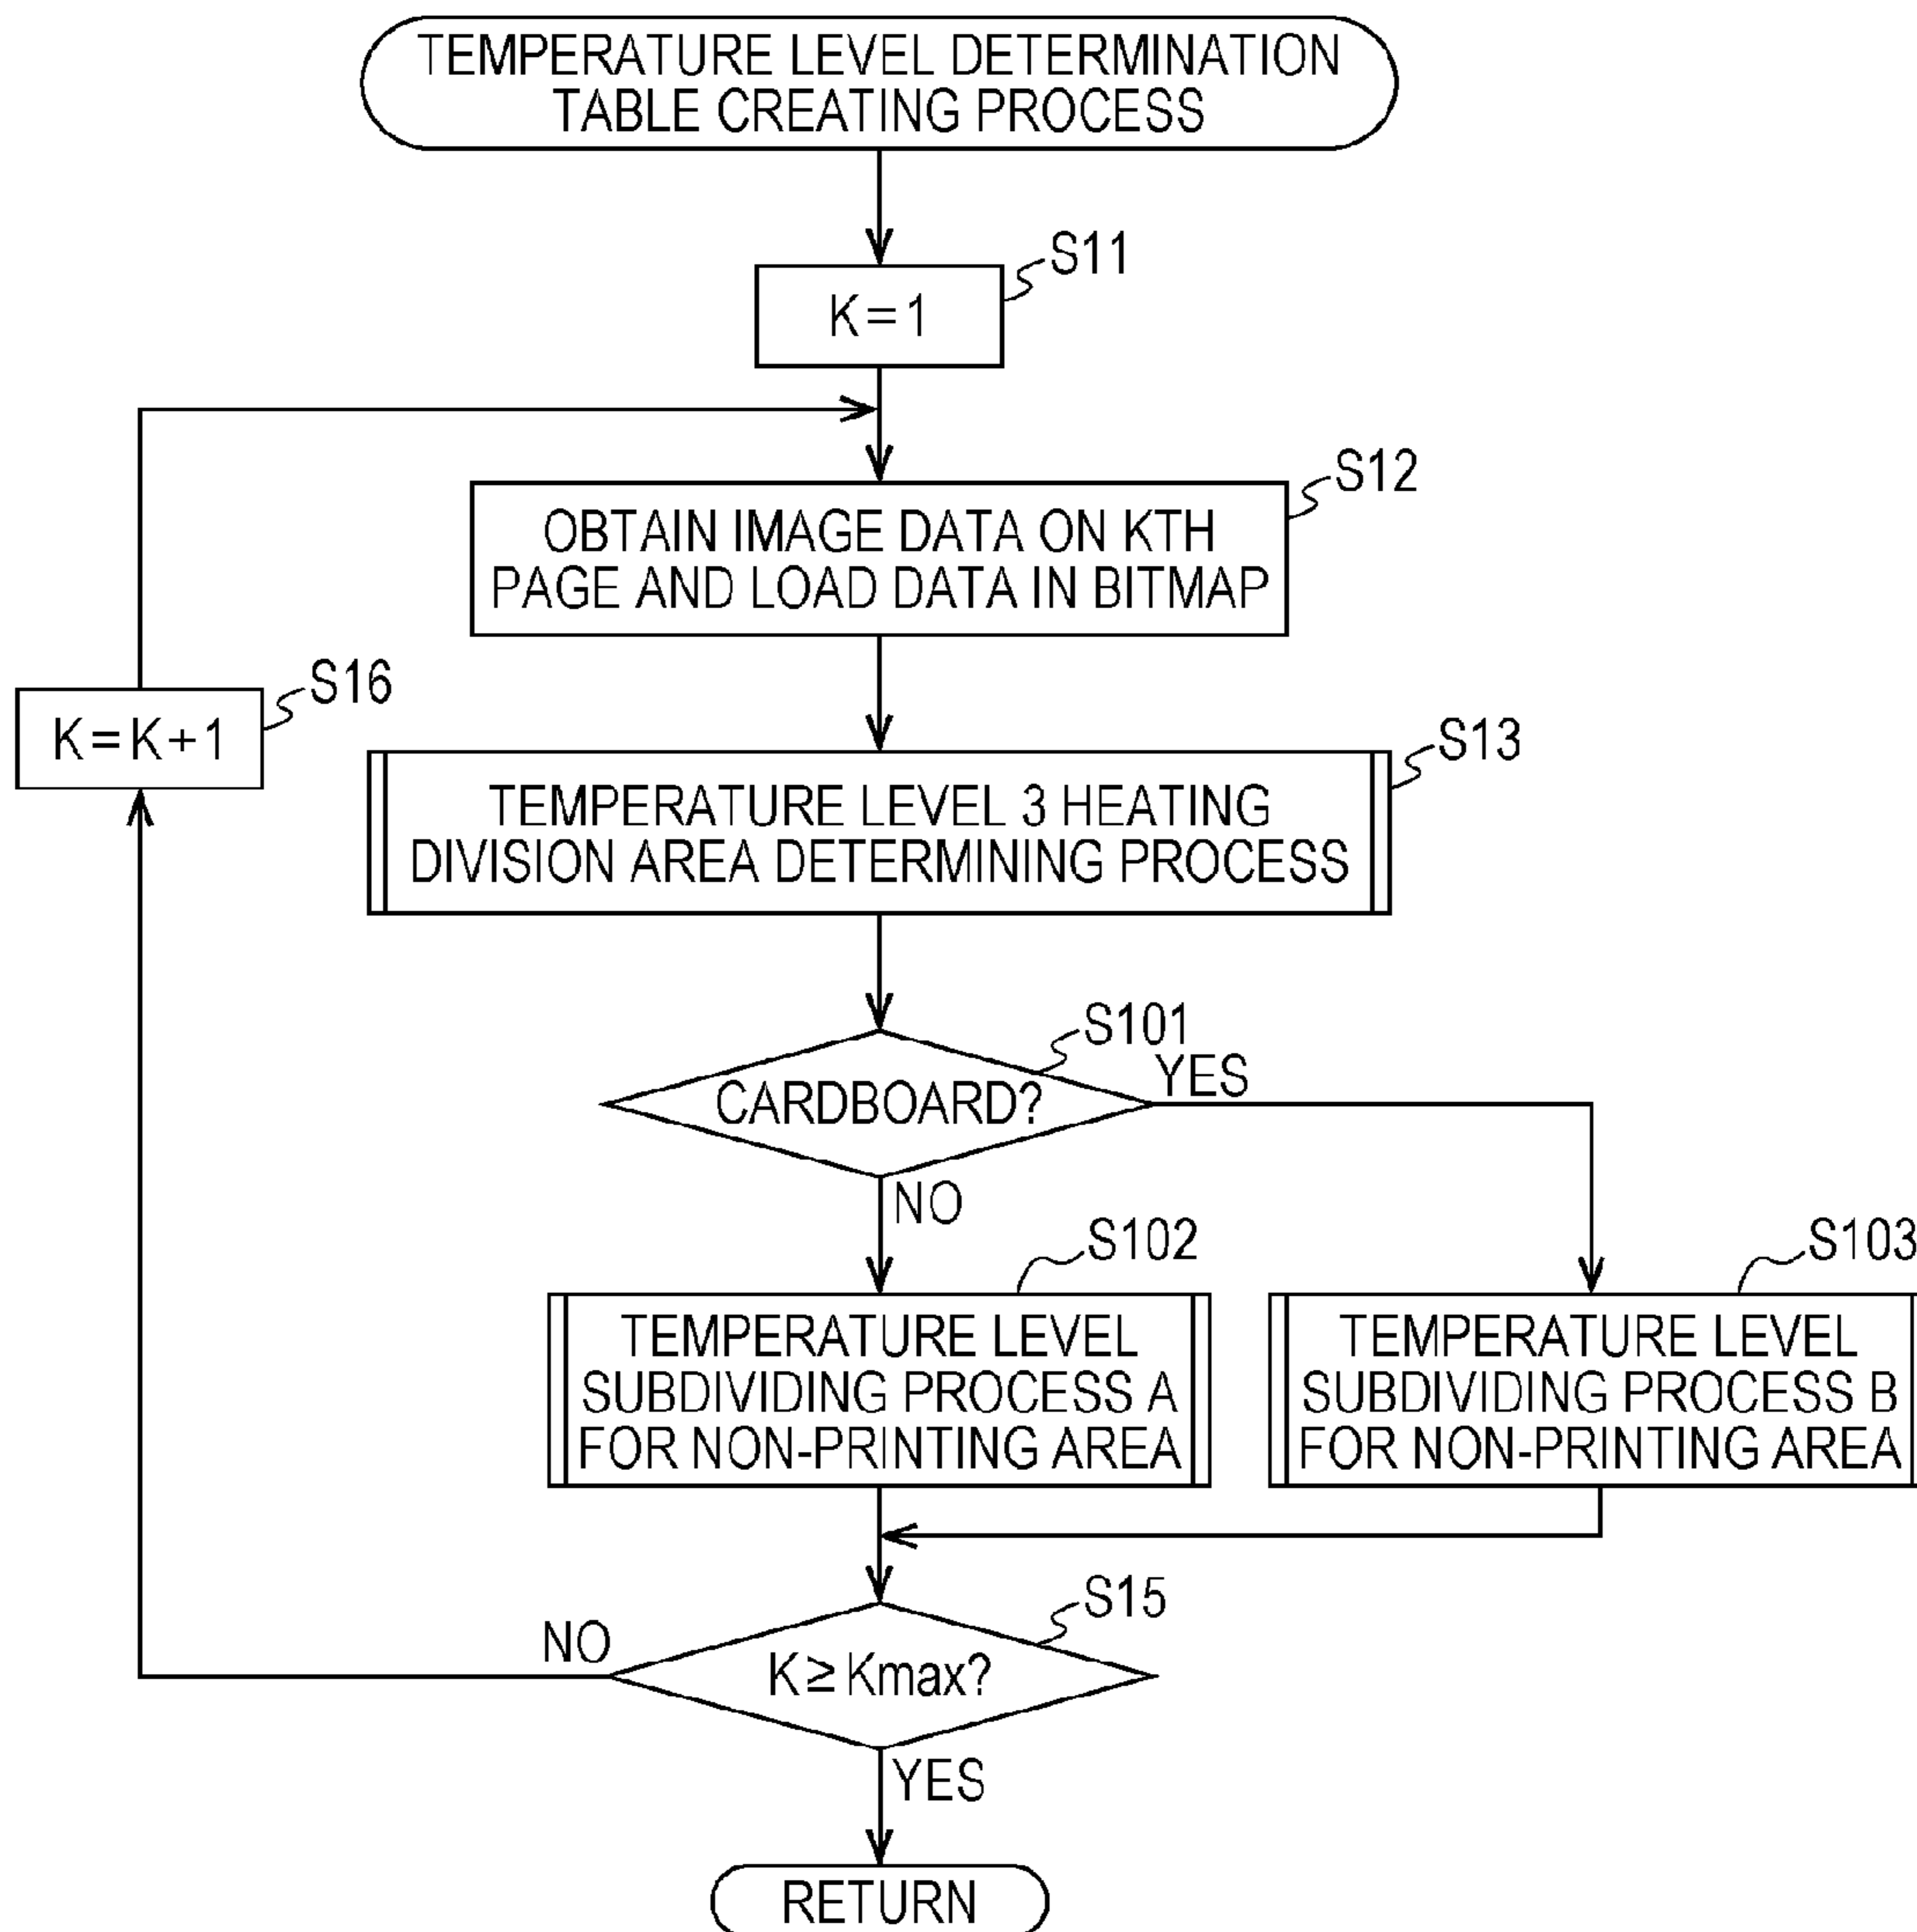 TEMPERATURE LEVEL DETERMINATION
TABLE CREATING PROCESS
S11
K=1
S12
OBTAIN IMAGE DATA ON KTH
PAGE AND LOAD DATA IN BITMAP
S16
K=K+1
S13
TEMPERATURE LEVEL 3 HEATING
DIVISION AREA DETERMINING PROCESS
S101
CARDBOARD?
YES
NO
S102
TEMPERATURE LEVEL
SUBDIVIDING PROCESS A
FOR NON-PRINTING AREA
S103
TEMPERATURE LEVEL
SUBDIVIDING PROCESS B
FOR NON-PRINTING AREA
S15
K≥Kmax?
NO
YES
RETURN